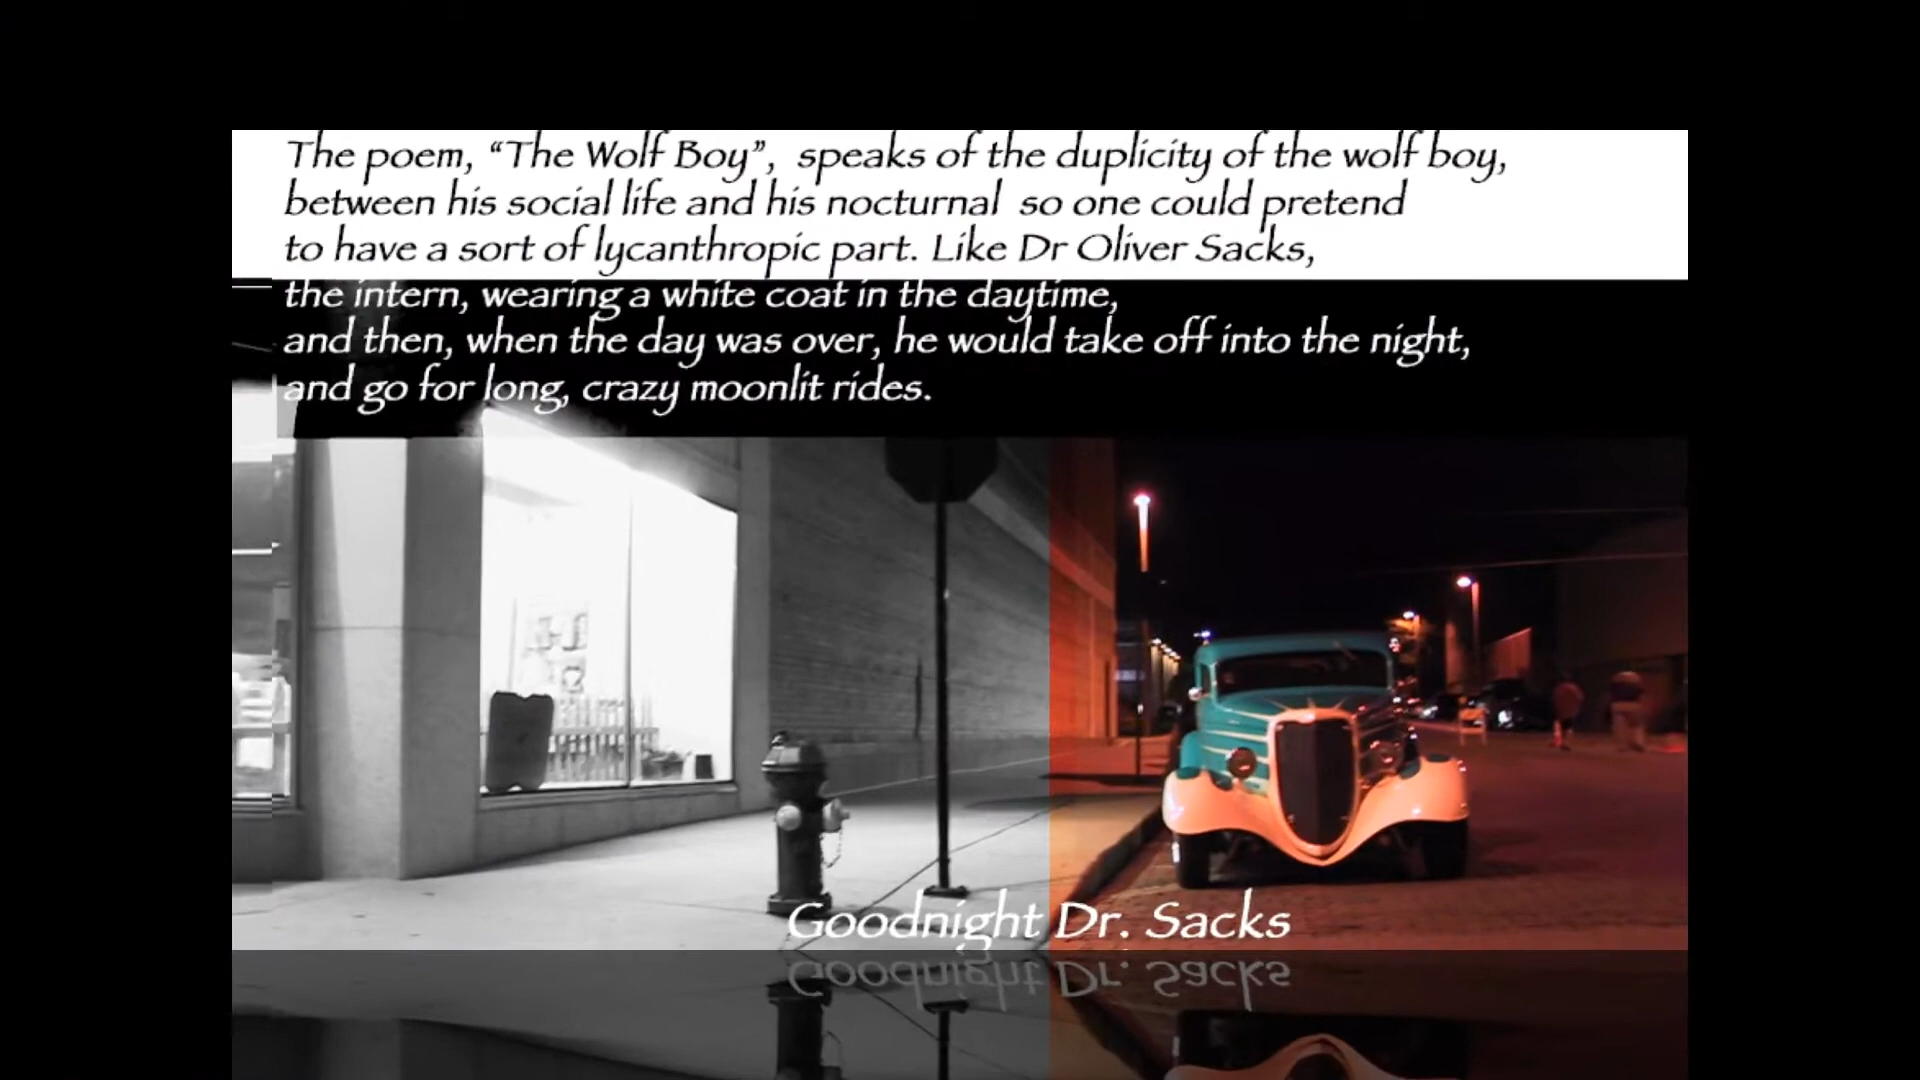 The poem, “The Wolf Boy”,  speaks of the duplicity of the wolf boy,
between his social life and his nocturnal  so one could pretend
to have a sort of lycanthropic part. Like Dr Oliver Sacks,
the intern, wearing a white coat in the daytime,
and then, when the day was over, he would take off into the night,
and go for long, crazy moonlit rides.
Goodnight Dr. Sacks